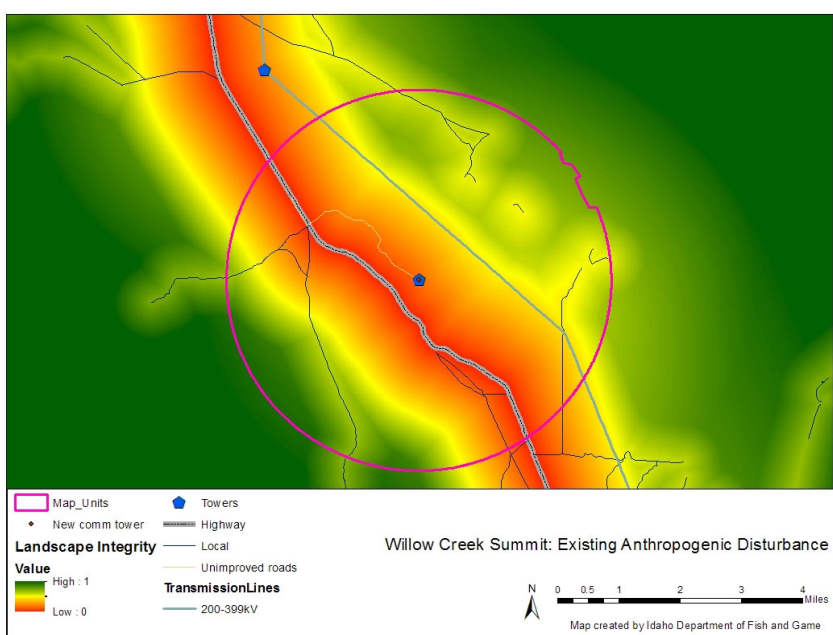 Map_Units
New comm tower
Landscape Integrity
Value
High : 1
Low : 0
Towers
Highway
Local
Unimproved roads
TransmissionLines
200-399kV
Willow Creek Summit: Existing Anthropogenic Disturbance
N
0 0.5 1 2 3 4
Miles
Map created by Idaho Department of Fish and Game